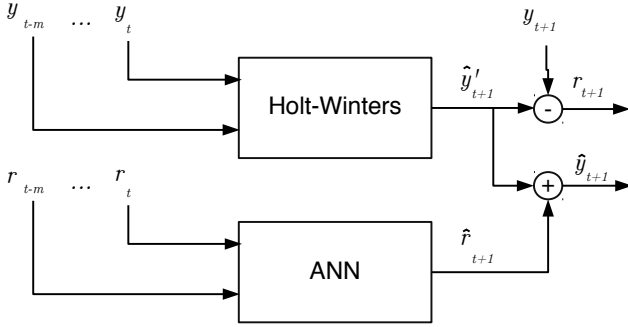 y t-m ... y t
y t+1
Holt-Winters
ŷ′ t+1
-
r t+1
r t-m ... r t
+
ŷ t+1
ANN
r̂ t+1